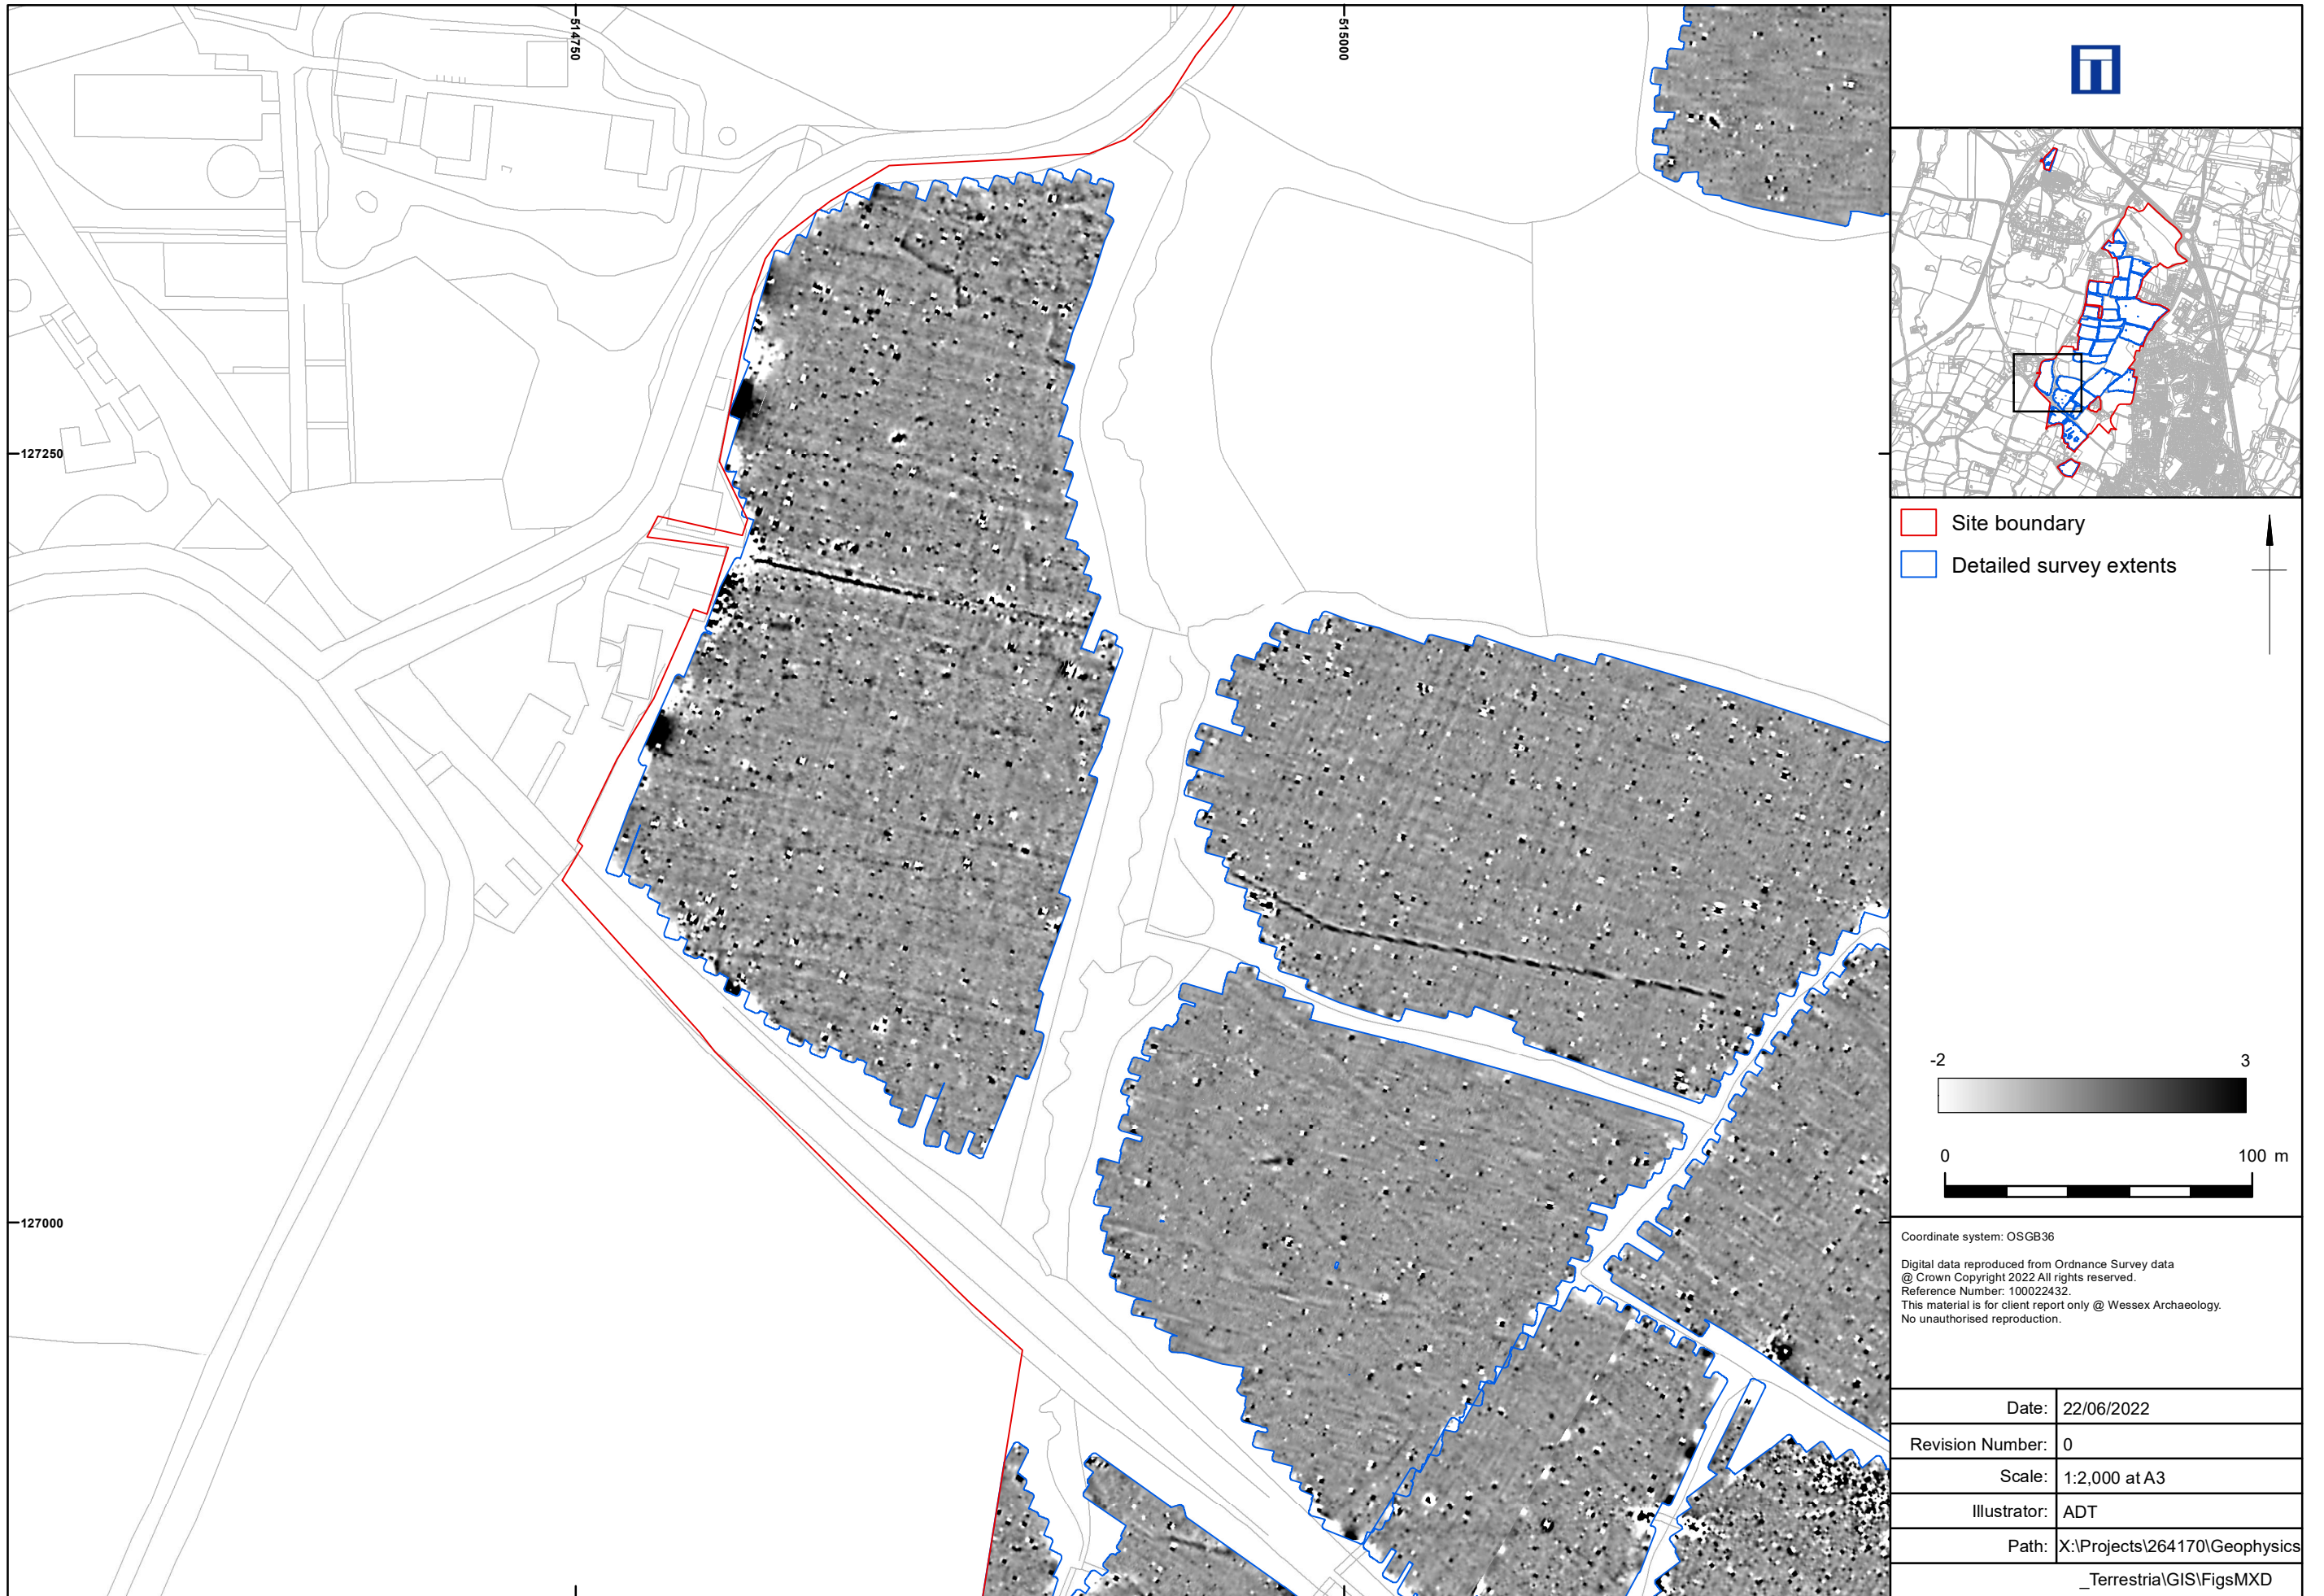 514750
515000
127250
127000
Site boundary
Detailed survey extents
-2 3
0 100 m
Coordinate system: OSGB36
Digital data reproduced from Ordnance Survey data
@ Crown Copyright 2022 All rights reserved.
Reference Number: 100022432.
This material is for client report only @ Wessex Archaeology.
No unauthorised reproduction.
Date: 22/06/2022
Revision Number: 0
Scale: 1:2,000 at A3
Illustrator: ADT
Path: X:\Projects\264170\Geophysics
_Terrestria\GIS\FigsMXD